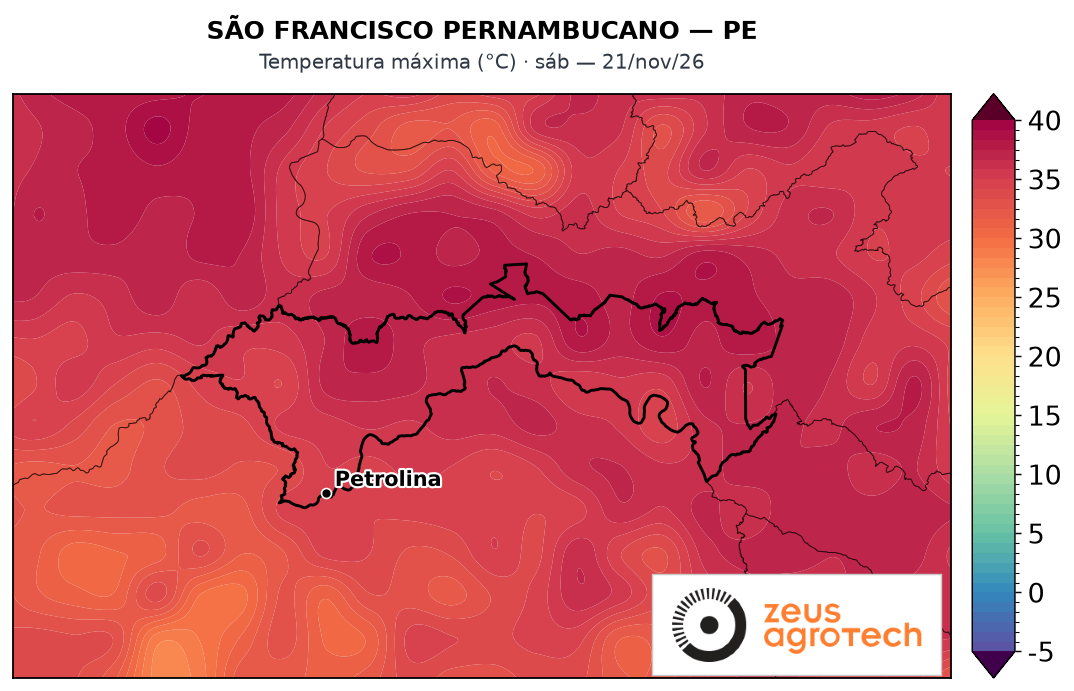 SÃO FRANCISCO PERNAMBUCANO — PE
Temperatura máxima (°C) · sáb — 21/nov/26
40
35
30
25
20
15
10
5
0
-5
Petrolina
zeus
agrotech